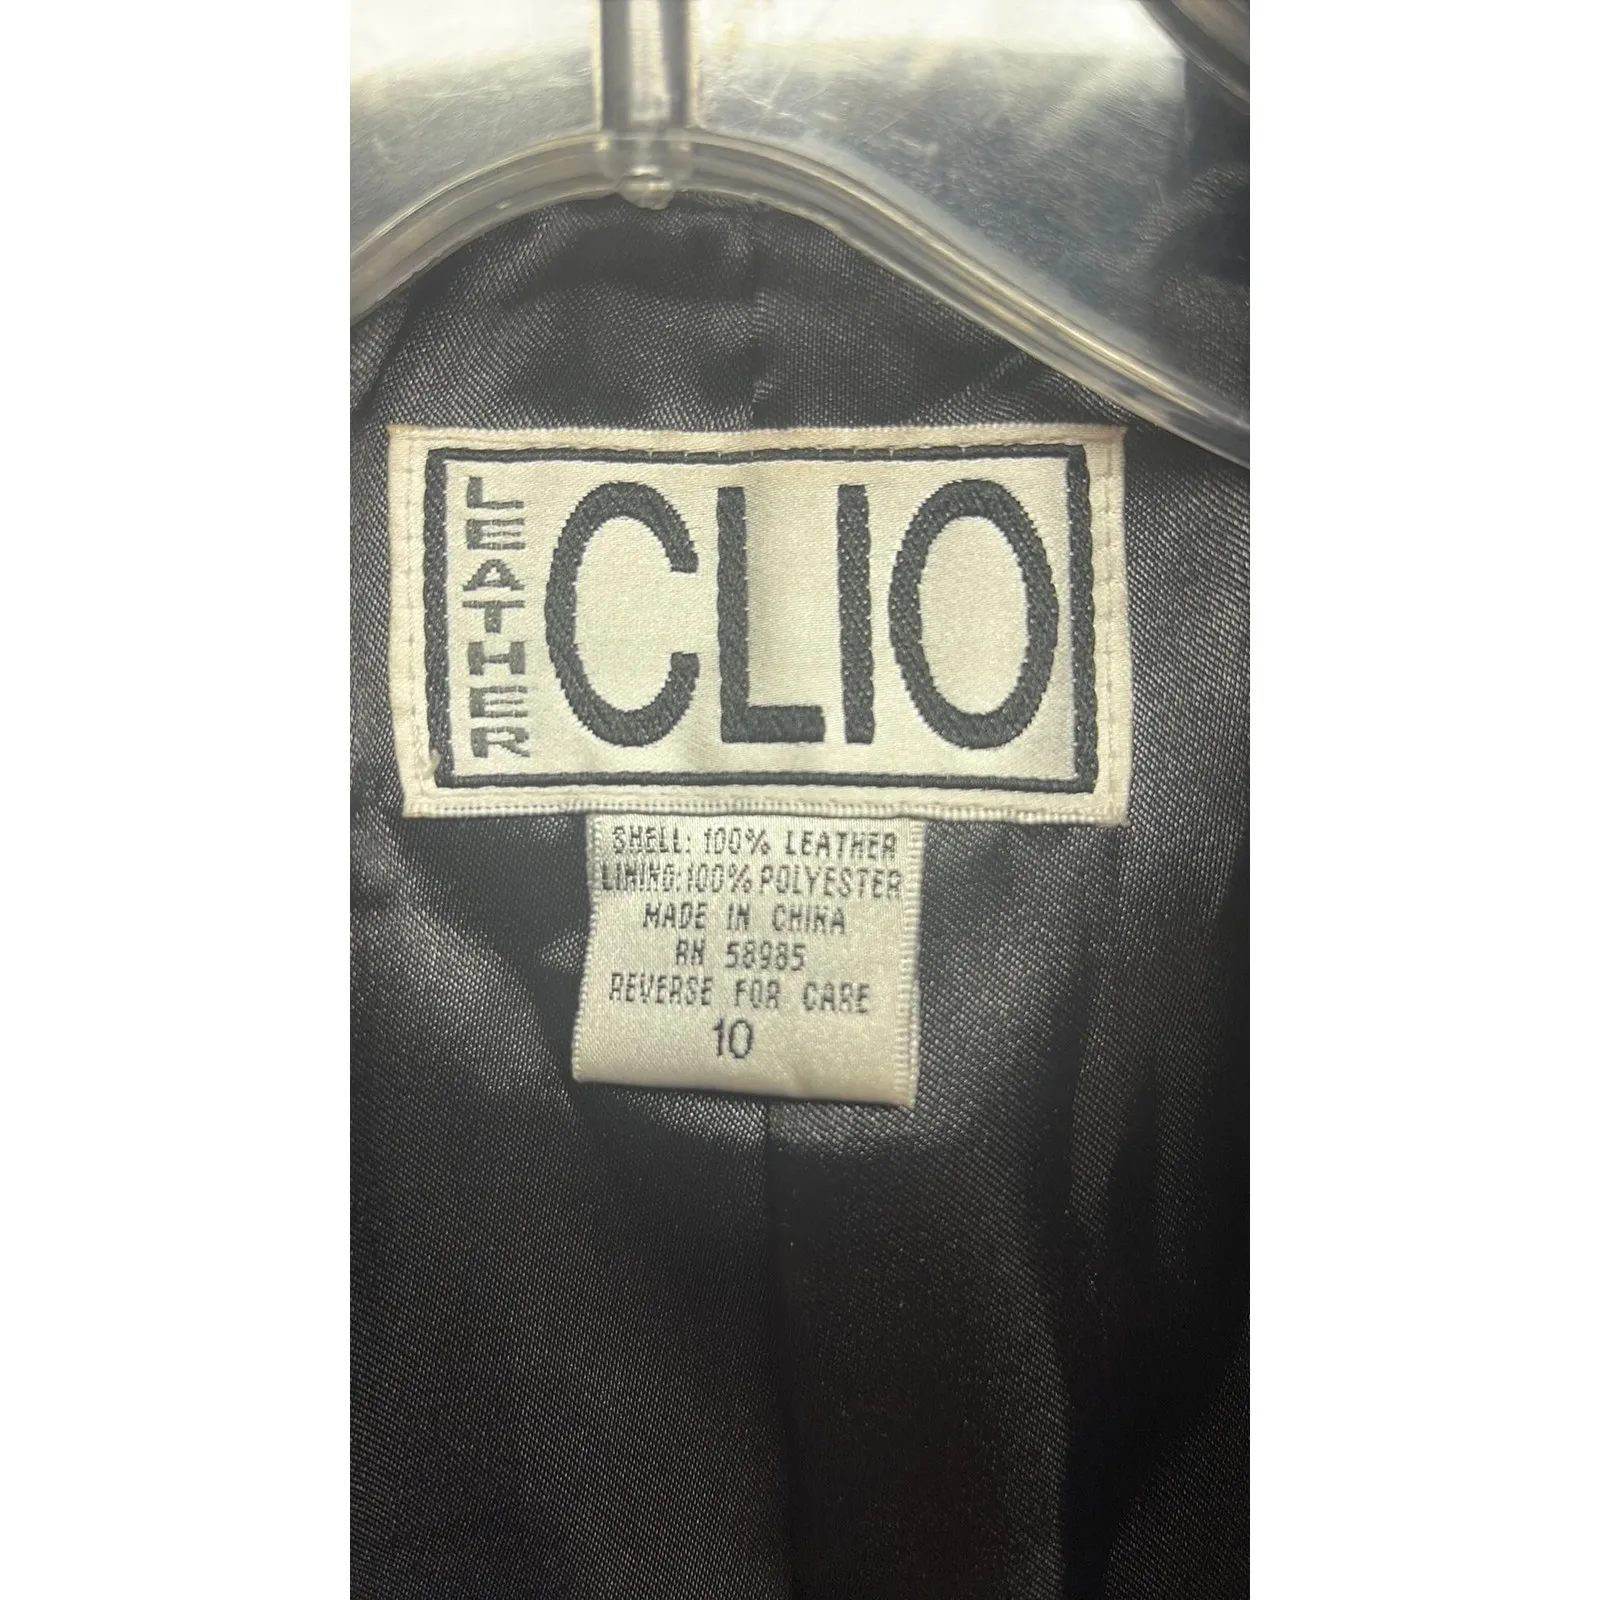 LEATHER
CLIO
SHELL: 100% LEATHER
LINING: 100% POLYESTER
MADE IN CHINA
RN 58985
REVERSE FOR CARE
10